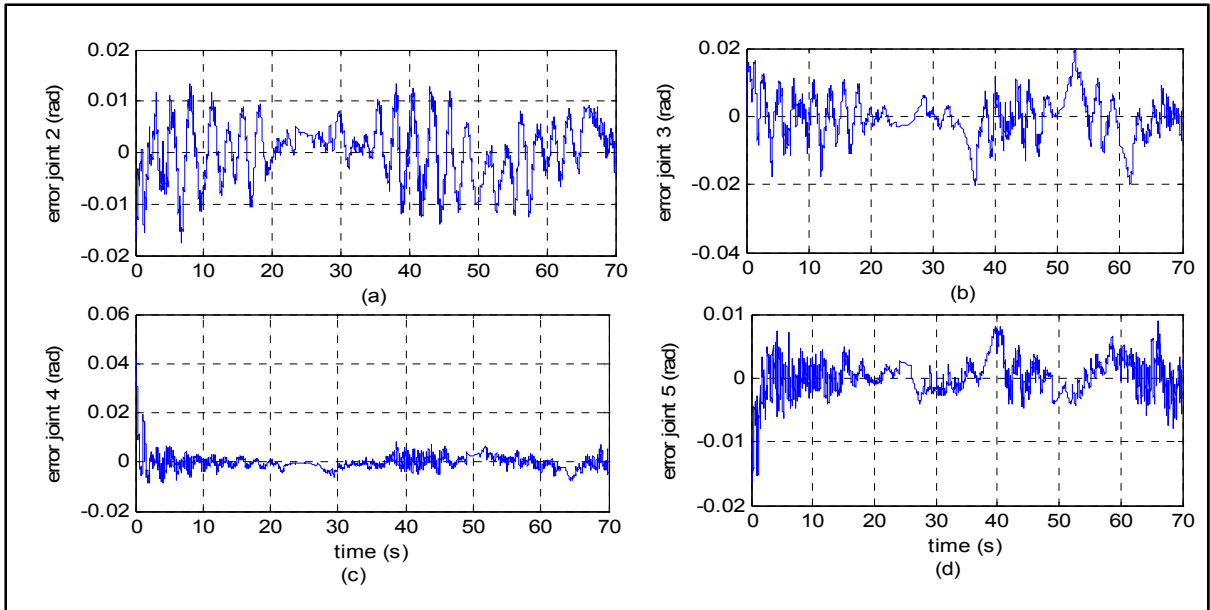 error joint 2 (rad)
0.02
0.01
0
-0.01
-0.02
0 10 20 30 40 50 60 70
(a)
error joint 3 (rad)
0.02
0
-0.02
-0.04
0 10 20 30 40 50 60 70
(b)
error joint 4 (rad)
0.06
0.04
0.02
0
-0.02
0 10 20 30 40 50 60 70
time (s)
(c)
error joint 5 (rad)
0.01
0
-0.01
-0.02
0 10 20 30 40 50 60 70
time (s)
(d)